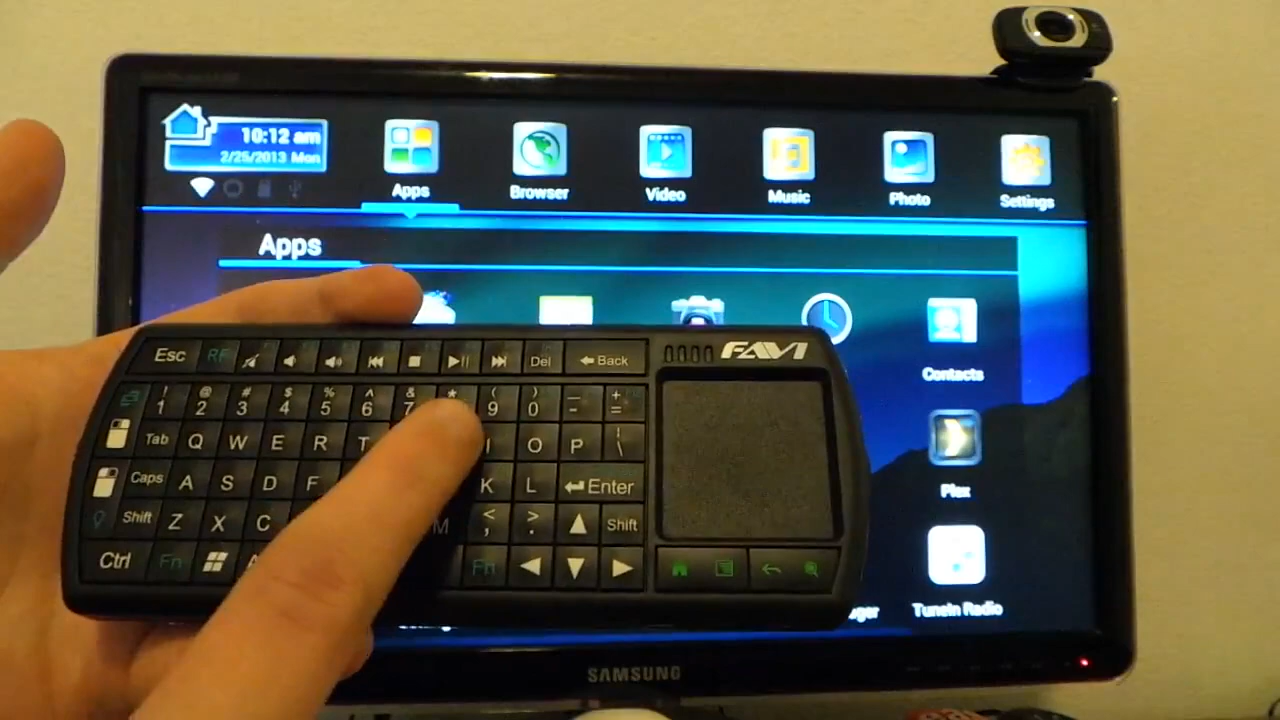 10:12 am
2/25/2013 Mon
Apps
Browser
Video
Music
Photo
Settings
Apps
Contacts
Plex
TuneIn Radio
FAVI
Esc RF Del Back
! @ # $ % ^ & * ( ) _ +
1 2 3 4 5 6 7 9 0 - =
Tab Q W E R T I O P \
Caps A S D F K L Enter
Shift Z X C M < , > . Shift
Ctrl Fn A Fn
SAMSUNG